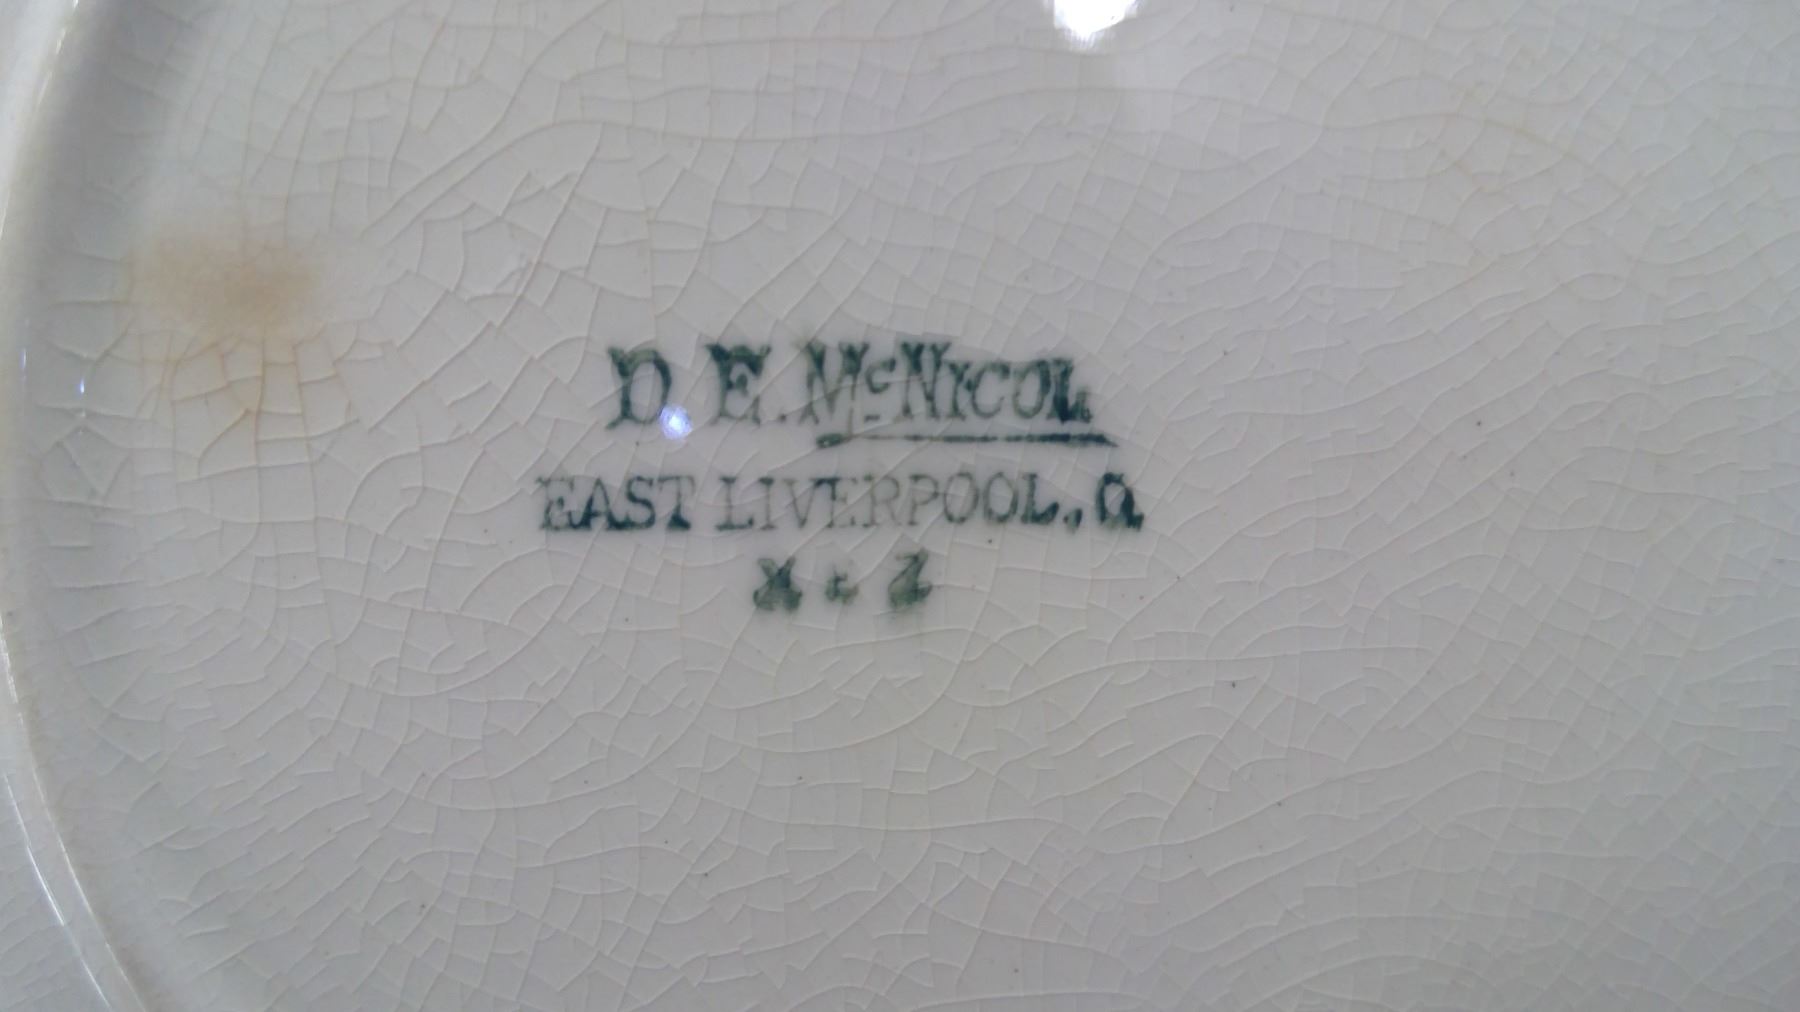 D. E. McNICOL
EAST LIVERPOOL, O.